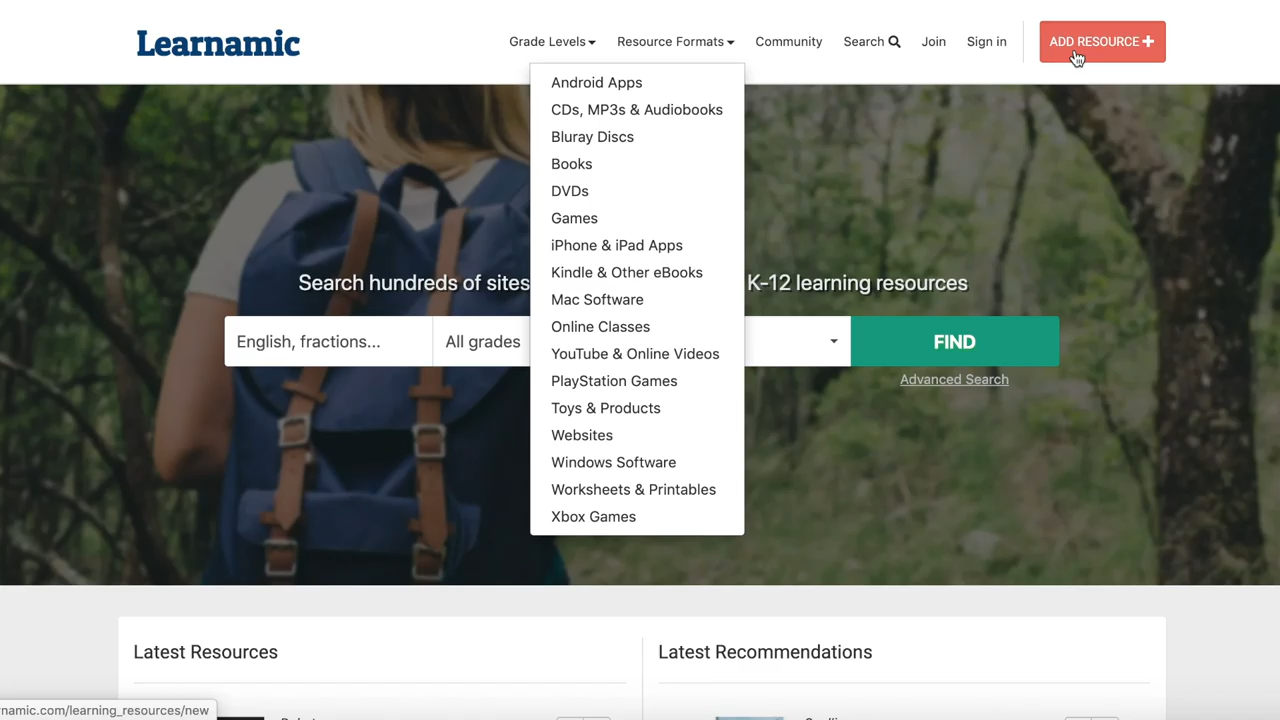 Learnamic
Grade Levels Resource Formats Community Search Join Sign in ADD RESOURCE
Android Apps
CDs, MP3s & Audiobooks
Bluray Discs
Books
DVDs
Games
iPhone & iPad Apps
Kindle & Other eBooks
Mac Software
Online Classes
YouTube & Online Videos
PlayStation Games
Toys & Products
Websites
Windows Software
Worksheets & Printables
Xbox Games
Search hundreds of sites K-12 learning resources
English, fractions... All grades FIND
Advanced Search
Latest Resources Latest Recommendations
namic.com/learning_resources/new